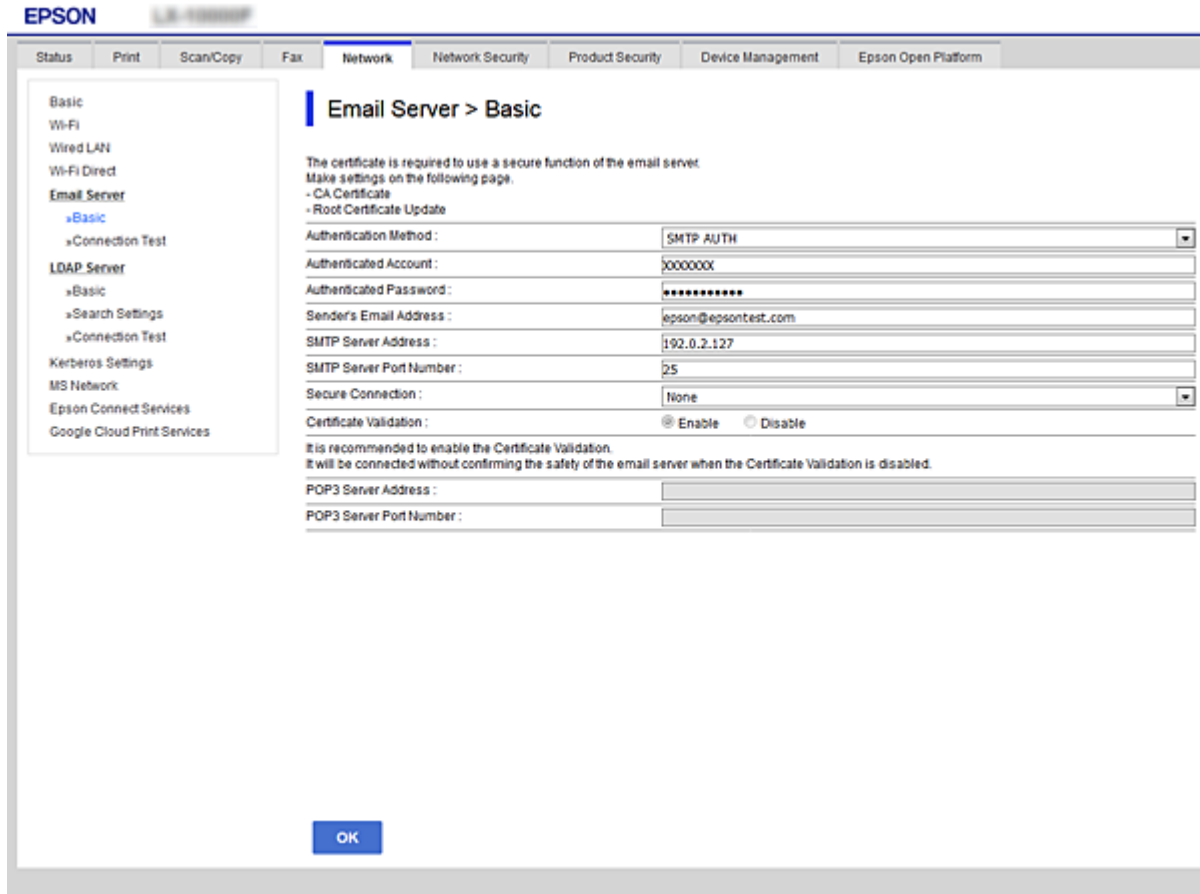 EPSON
Status Print Scan/Copy Fax Network Network Security Product Security Device Management Epson Open Platform
Basic
Wi-Fi
Wired LAN
Wi-Fi Direct
Email Server
»Basic
»Connection Test
LDAP Server
»Basic
»Search Settings
»Connection Test
Kerberos Settings
MS Network
Epson Connect Services
Google Cloud Print Services
Email Server > Basic
The certificate is required to use a secure function of the email server.
Make settings on the following page.
- CA Certificate
- Root Certificate Update
Authentication Method : SMTP AUTH
Authenticated Account : XXXXXXX
Authenticated Password : •••••••••••
Sender's Email Address : epson@epsontest.com
SMTP Server Address : 192.0.2.127
SMTP Server Port Number : 25
Secure Connection : None
Certificate Validation : Enable Disable
It is recommended to enable the Certificate Validation.
It will be connected without confirming the safety of the email server when the Certificate Validation is disabled.
POP3 Server Address :
POP3 Server Port Number :
OK